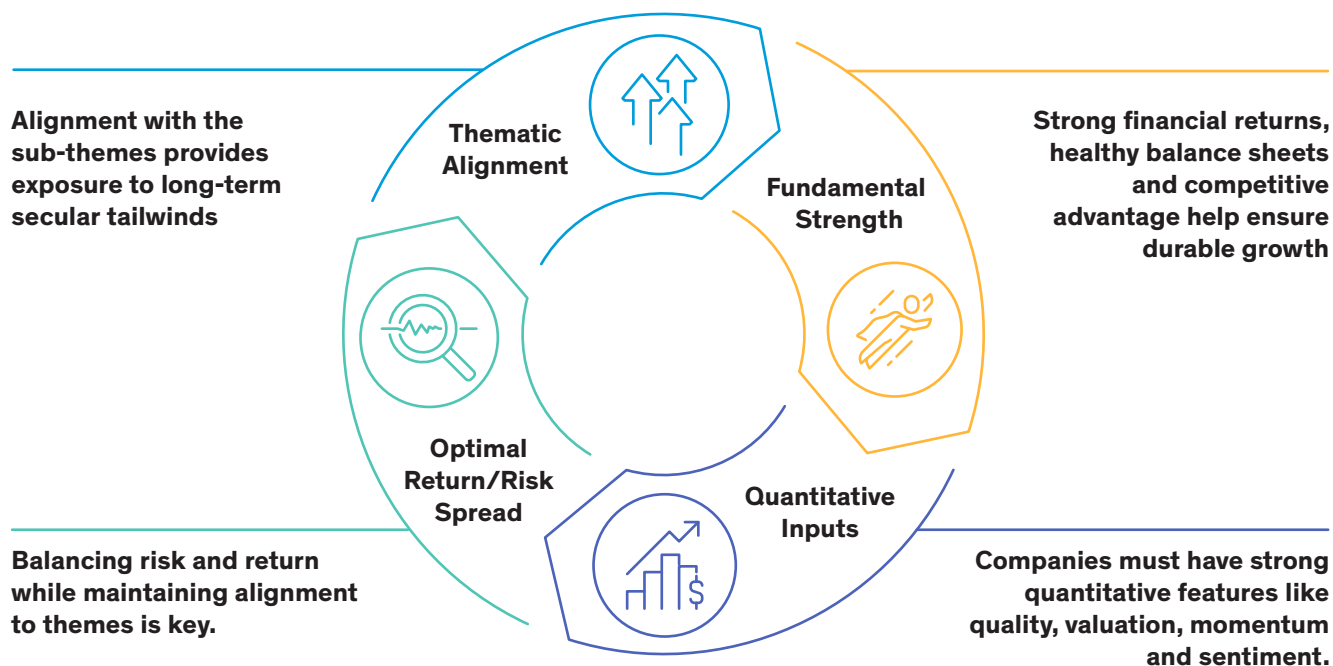 Alignment with the
sub-themes provides
exposure to long-term
secular tailwinds
Thematic
Alignment
Fundamental
Strength
Strong financial returns,
healthy balance sheets
and competitive
advantage help ensure
durable growth
Optimal
Return/Risk
Spread
Quantitative
Inputs
$
Balancing risk and return
while maintaining alignment
to themes is key.
Companies must have strong
quantitative features like
quality, valuation, momentum
and sentiment.